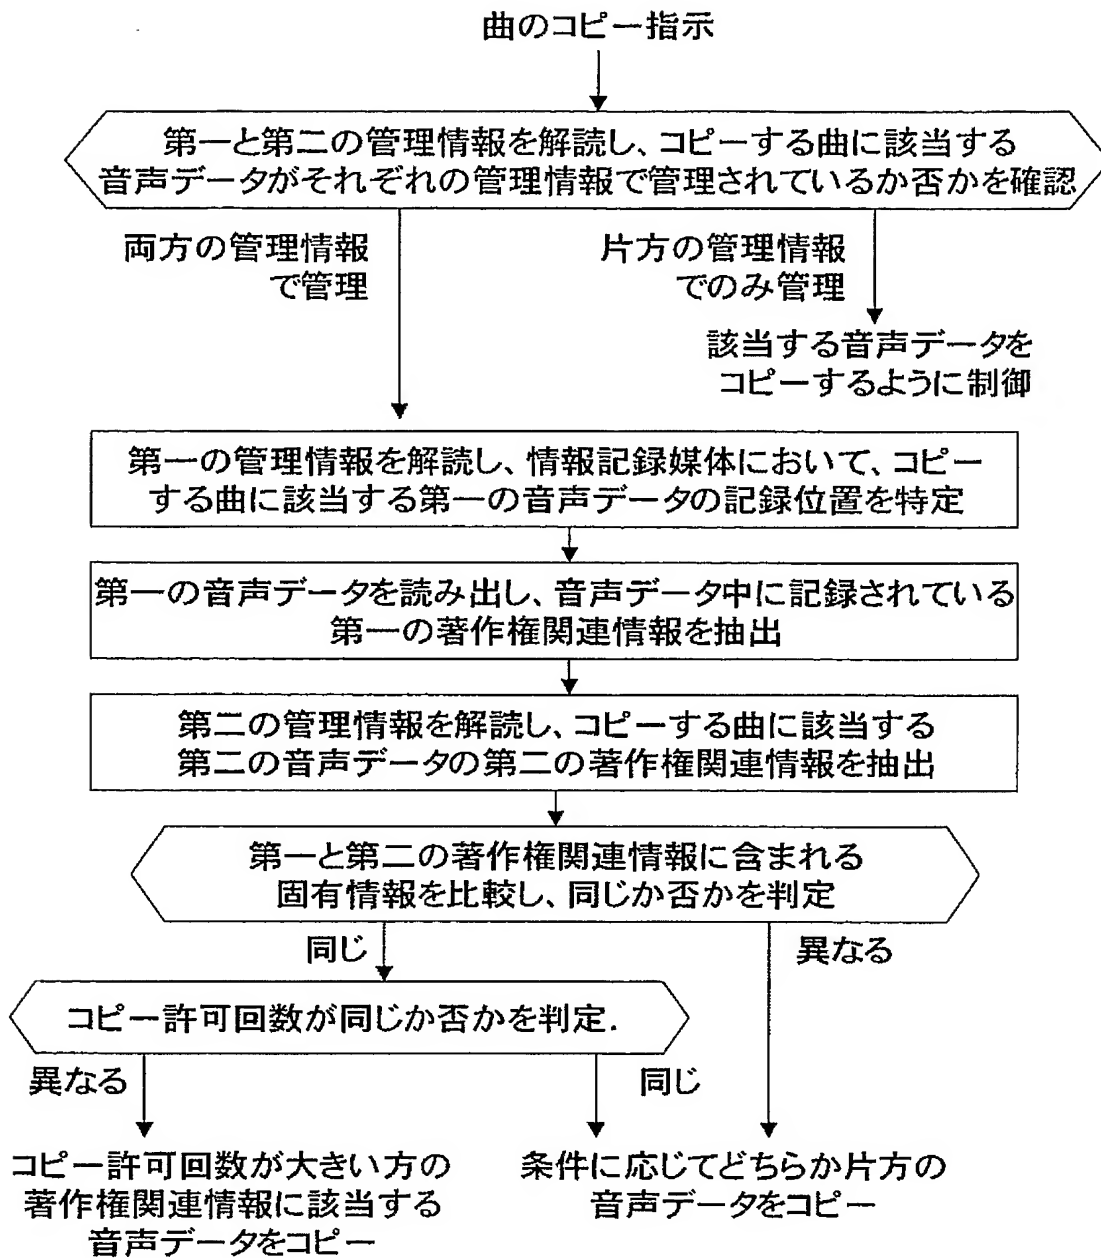 曲のコピー指示
第一と第二の管理情報を解読し、コピーする曲に該当する
音声データがそれぞれの管理情報で管理されているか否かを確認
両方の管理情報
で管理
片方の管理情報
でのみ管理
該当する音声データを
コピーするように制御
第一の管理情報を解読し、情報記録媒体において、コピー
する曲に該当する第一の音声データの記録位置を特定
第一の音声データを読み出し、音声データ中に記録されている
第一の著作権関連情報を抽出
第二の管理情報を解読し、コピーする曲に該当する
第二の音声データの第二の著作権関連情報を抽出
第一と第二の著作権関連情報に含まれる
固有情報を比較し、同じか否かを判定
同じ
異なる
コピー許可回数が同じか否かを判定.
異なる
同じ
コピー許可回数が大きい方の
著作権関連情報に該当する
音声データをコピー
条件に応じてどちらか片方の
音声データをコピー